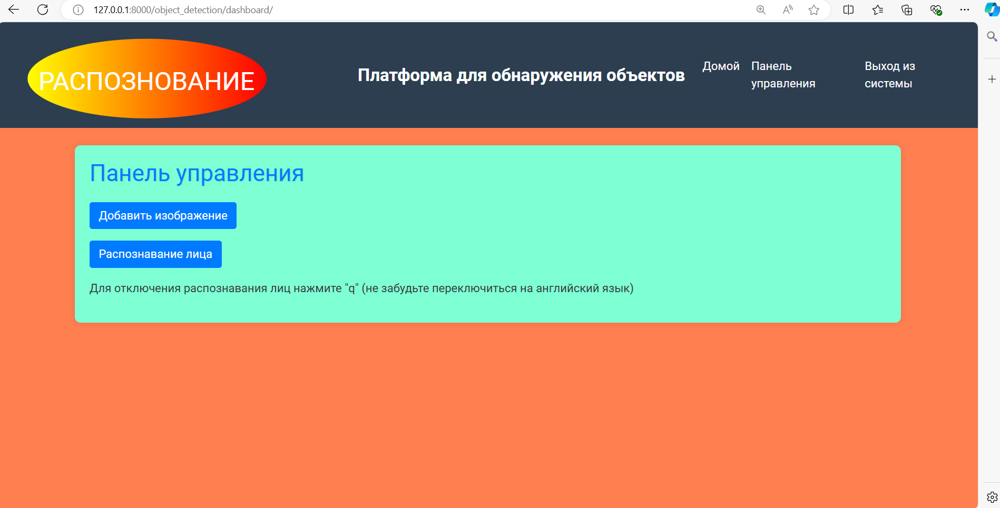 127.0.0.1:8000/object_detection/dashboard/
РАСПОЗНОВАНИЕ
Платформа для обнаружения объектов
Домой
Панель
управления
Выход из
системы
Панель управления
Добавить изображение
Распознавание лица
Для отключения распознавания лиц нажмите "q" (не забудьте переключиться на английский язык)